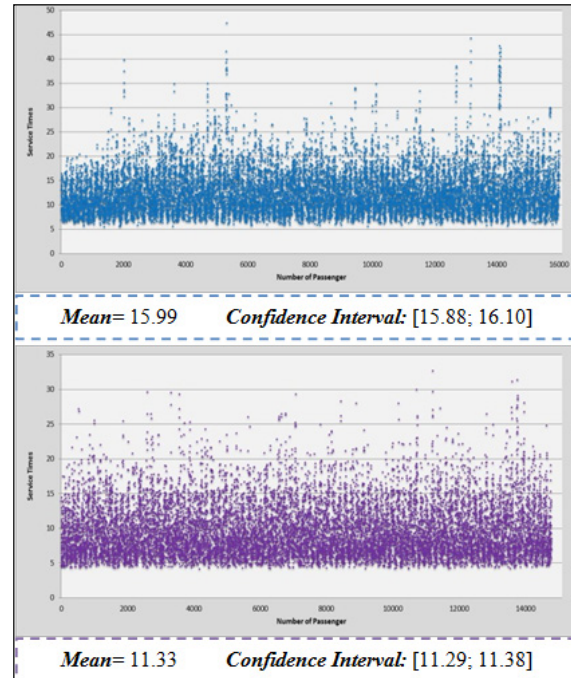 50
45
40
35
30
25
20
15
10
5
0
Service Times
0 2000 4000 6000 8000 10000 12000 14000 16000
Number of Passenger
Mean= 15.99 Confidence Interval: [15.88; 16.10]
35
30
25
20
15
10
5
0
Service Times
0 2000 4000 6000 8000 10000 12000 14000
Number of Passenger
Mean= 11.33 Confidence Interval: [11.29; 11.38]